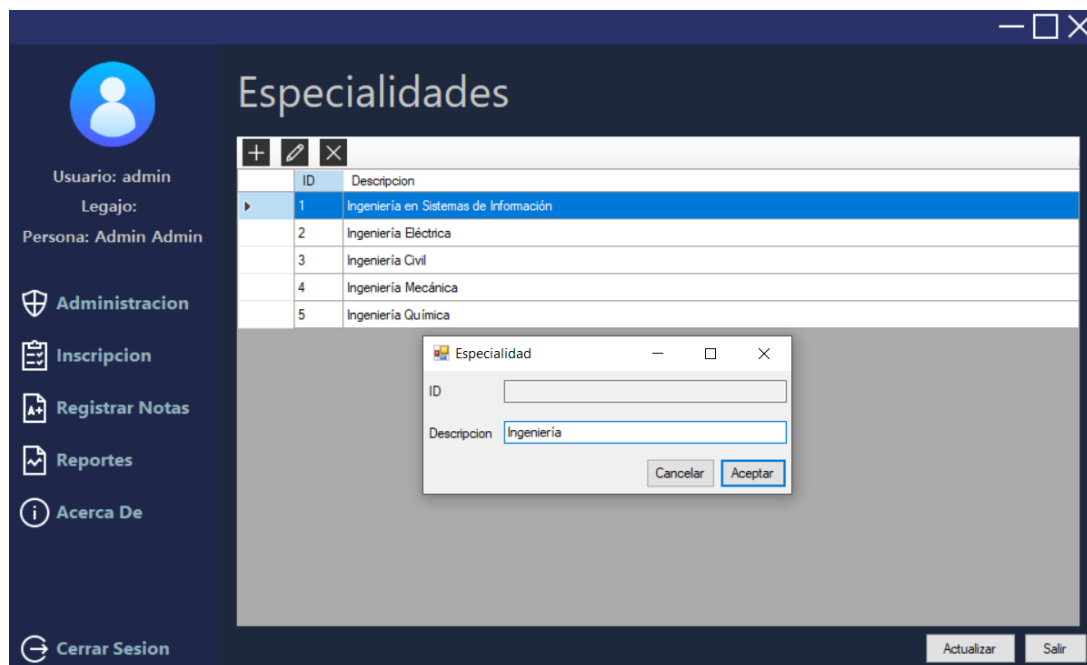 Especialidades
Usuario: admin
Legajo:
Persona: Admin Admin
Administracion
Inscripcion
A+ Registrar Notas
Reportes
i Acerca De
Cerrar Sesion
ID Descripcion
1 Ingeniería en Sistemas de Información
2 Ingeniería Eléctrica
3 Ingeniería Civil
4 Ingeniería Mecánica
5 Ingeniería Química
Especialidad
ID
Descripcion Ingeniería
Cancelar Aceptar
Actualizar Salir